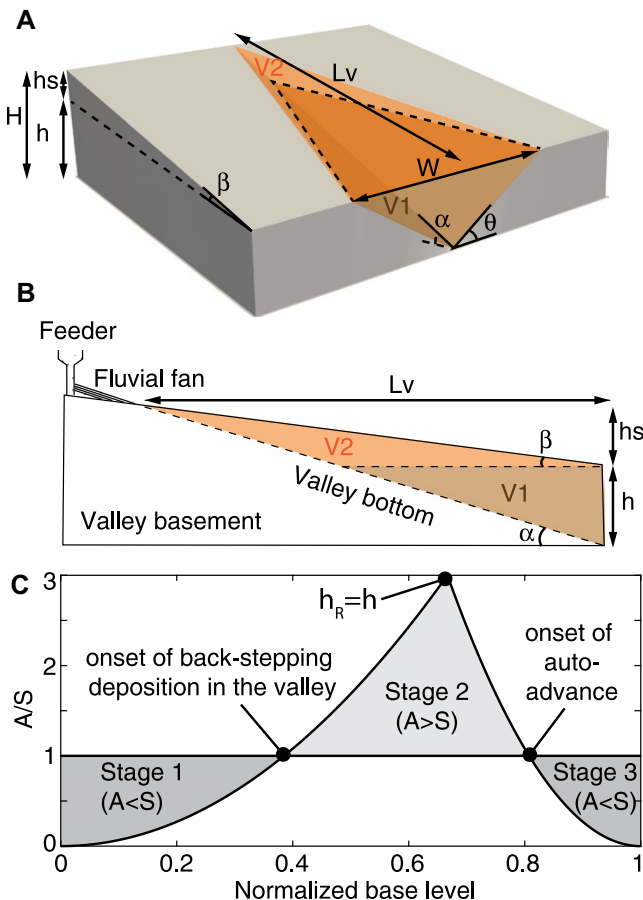 A
hs
H
h
β
V2
Lv
W
V1
α
θ
B
Feeder
Fluvial fan
Lv
hs
β
V2
V1
h
Valley bottom
Valley basement
α
C
3
hR=h
onset of back-stepping
deposition in the valley
onset of
auto-
advance
2
A/S
Stage 2
(A>S)
1
Stage 1
(A<S)
Stage 3
(A<S)
0
0
0.2
0.4
0.6
0.8
1
Normalized base level